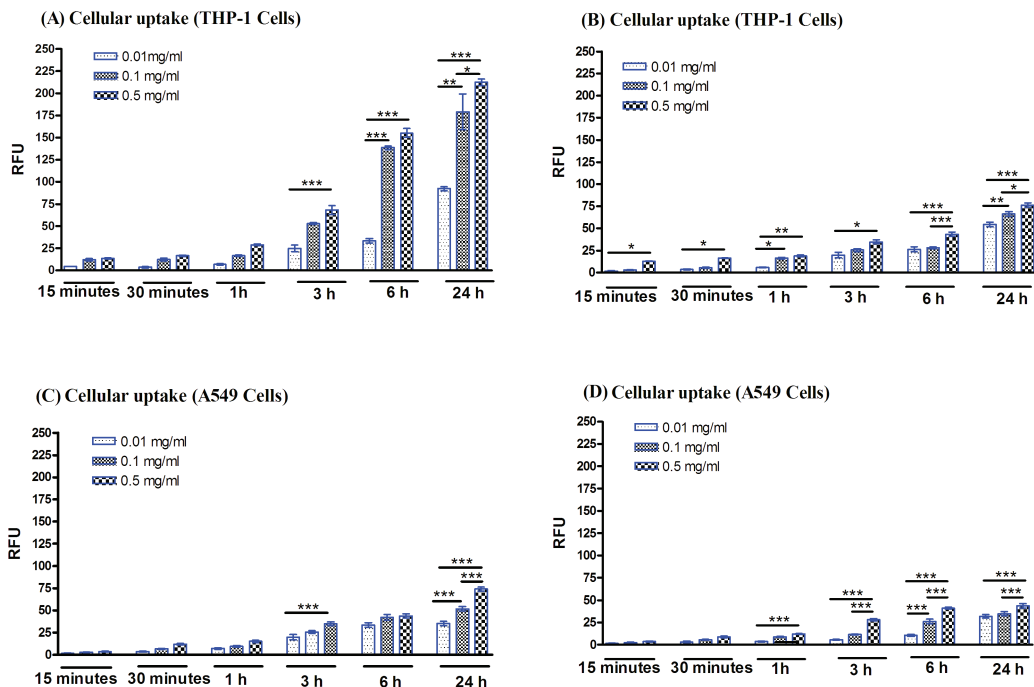 (A) Cellular uptake (THP-1 Cells)
250
225
200
175
150
125
100
75
50
25
0
RFU
0.01mg/ml
0.1 mg/ml
0.5 mg/ml
***
***
***
***
**
*
15 minutes
30 minutes
1h
3 h
6 h
24 h
(B) Cellular uptake (THP-1 Cells)
250
225
200
175
150
125
100
75
50
25
0
RFU
0.01 mg/ml
0.1 mg/ml
0.5 mg/ml
*
*
**
*
*
***
***
***
*
**
15 minutes
30 minutes
1 h
3 h
6 h
24 h
(C) Cellular uptake (A549 Cells)
250
225
200
175
150
125
100
75
50
25
0
RFU
0.01 mg/ml
0.1 mg/ml
0.5 mg/ml
***
***
***
***
15 minutes
30 minutes
1 h
3 h
6 h
24 h
(D) Cellular uptake (A549 Cells)
250
225
200
175
150
125
100
75
50
25
0
RFU
0.01 mg/ml
0.1 mg/ml
0.5 mg/ml
***
***
***
***
***
***
***
***
15 minutes
30 minutes
1h
3 h
6 h
24 h